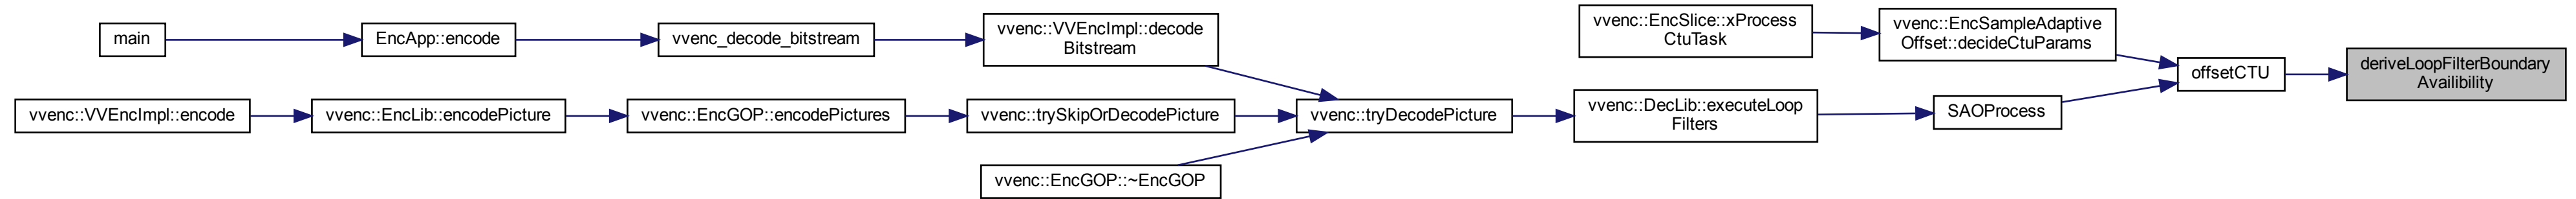 main
EncApp::encode
vvenc_decode_bitstream
vvenc::VVEncImpl::decode
Bitstream
vvenc::EncSlice::xProcess
CtuTask
vvenc::EncSampleAdaptive
Offset::decideCtuParams
offsetCTU
deriveLoopFilterBoundary
Availibility
vvenc::VVEncImpl::encode
vvenc::EncLib::encodePicture
vvenc::EncGOP::encodePictures
vvenc::trySkipOrDecodePicture
vvenc::tryDecodePicture
vvenc::DecLib::executeLoop
Filters
SAOProcess
vvenc::EncGOP::~EncGOP